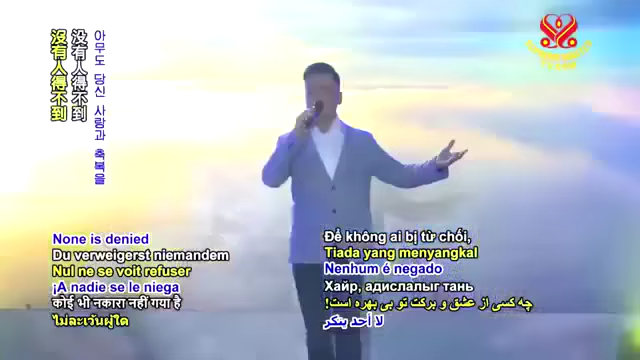 沒有人得不到
没有人得不到
아무도 당신 사랑과 축복을
None is denied
Du verweigerst niemandem
Nul ne se voit refuser
¡A nadie se le niega
कोई भी नकारा नहीं गया है
ไม่ละเว้นผู้ใด
Để không ai bị từ chối,
Tiada yang menyangkal
Nenhum é negado
Хайр, адислалыг тань
چه کسی از عشق و برکت تو بی بهره است!
لا أحد ينكر